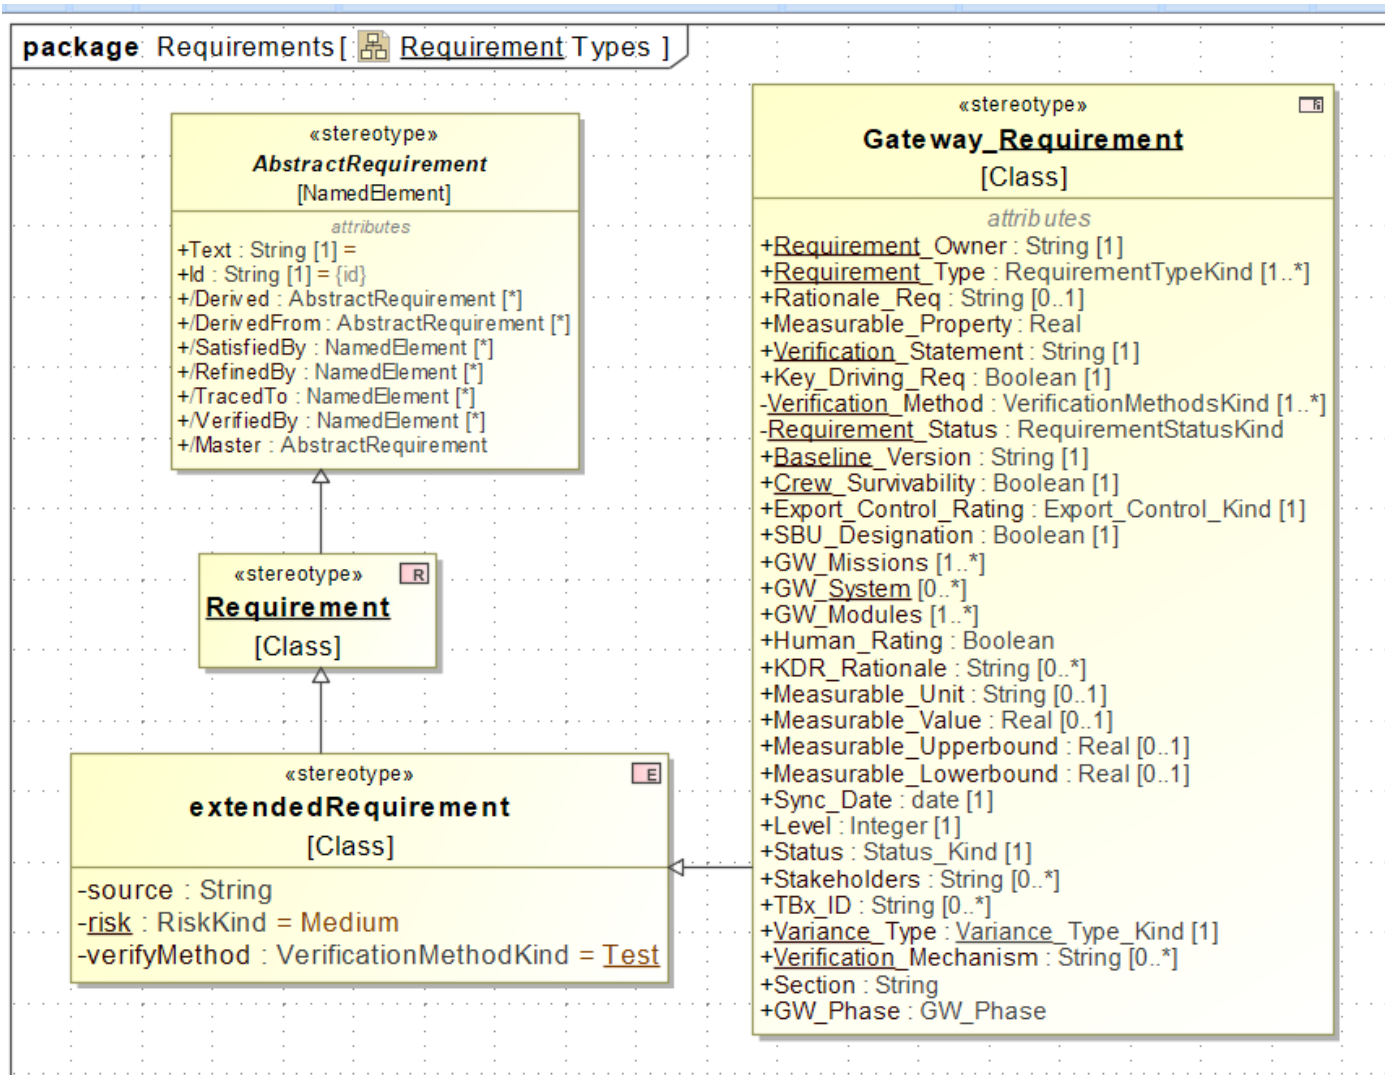 package Requirements [ Requirement Types ]
«stereotype»
AbstractRequirement
[NamedElement]
attributes
+Text : String [1] =
+Id : String [1] = {id}
+/Derived : AbstractRequirement [*]
+/DerivedFrom : AbstractRequirement [*]
+/SatisfiedBy : NamedElement [*]
+/RefinedBy : NamedElement [*]
+/TracedTo : NamedElement [*]
+/VerifiedBy : NamedElement [*]
+/Master : AbstractRequirement
«stereotype»
R
Requirement
[Class]
«stereotype»
E
extendedRequirement
[Class]
-source : String
-risk : RiskKind = Medium
-verifyMethod : VerificationMethodKind = Test
«stereotype»
Gateway_Requirement
[Class]
attributes
+Requirement_Owner : String [1]
+Requirement_Type : RequirementTypeKind [1..*]
+Rationale_Req : String [0..1]
+Measurable_Property : Real
+Verification_Statement : String [1]
+Key_Driving_Req : Boolean [1]
-Verification_Method : VerificationMethodsKind [1..*]
-Requirement_Status : RequirementStatusKind
+Baseline_Version : String [1]
+Crew_Survivability : Boolean [1]
+Export_Control_Rating : Export_Control_Kind [1]
+SBU_Designation : Boolean [1]
+GW_Missions [1..*]
+GW_System [0..*]
+GW_Modules [1..*]
+Human_Rating : Boolean
+KDR_Rationale : String [0..*]
+Measurable_Unit : String [0..1]
+Measurable_Value : Real [0..1]
+Measurable_Upperbound : Real [0..1]
+Measurable_Lowerbound : Real [0..1]
+Sync_Date : date [1]
+Level : Integer [1]
+Status : Status_Kind [1]
+Stakeholders : String [0..*]
+TBx_ID : String [0..*]
+Variance_Type : Variance_Type_Kind [1]
+Verification_Mechanism : String [0..*]
+Section : String
+GW_Phase : GW_Phase